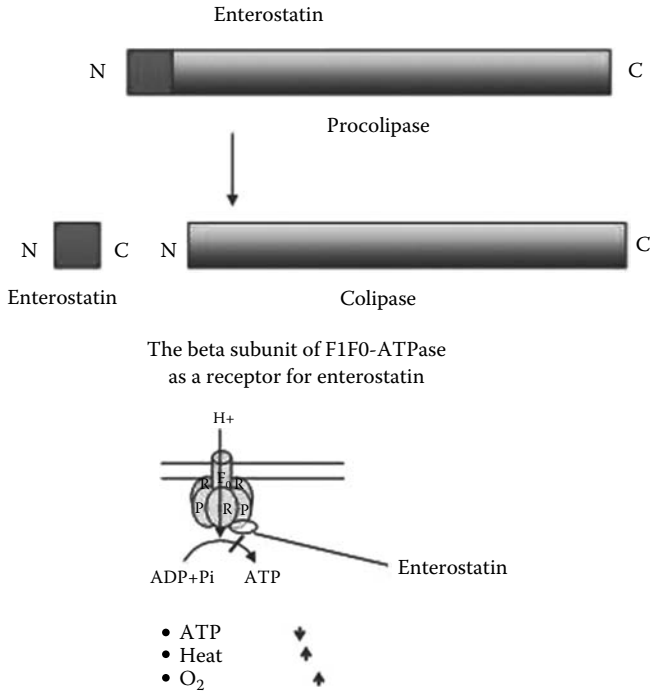 Enterostatin
N C
Procolipase
N C N C
Enterostatin
Colipase
The beta subunit of F1F0-ATPase
as a receptor for enterostatin
H+
R F0 R
P R P
ADP+Pi ATP
Enterostatin
• ATP
• Heat
• O2